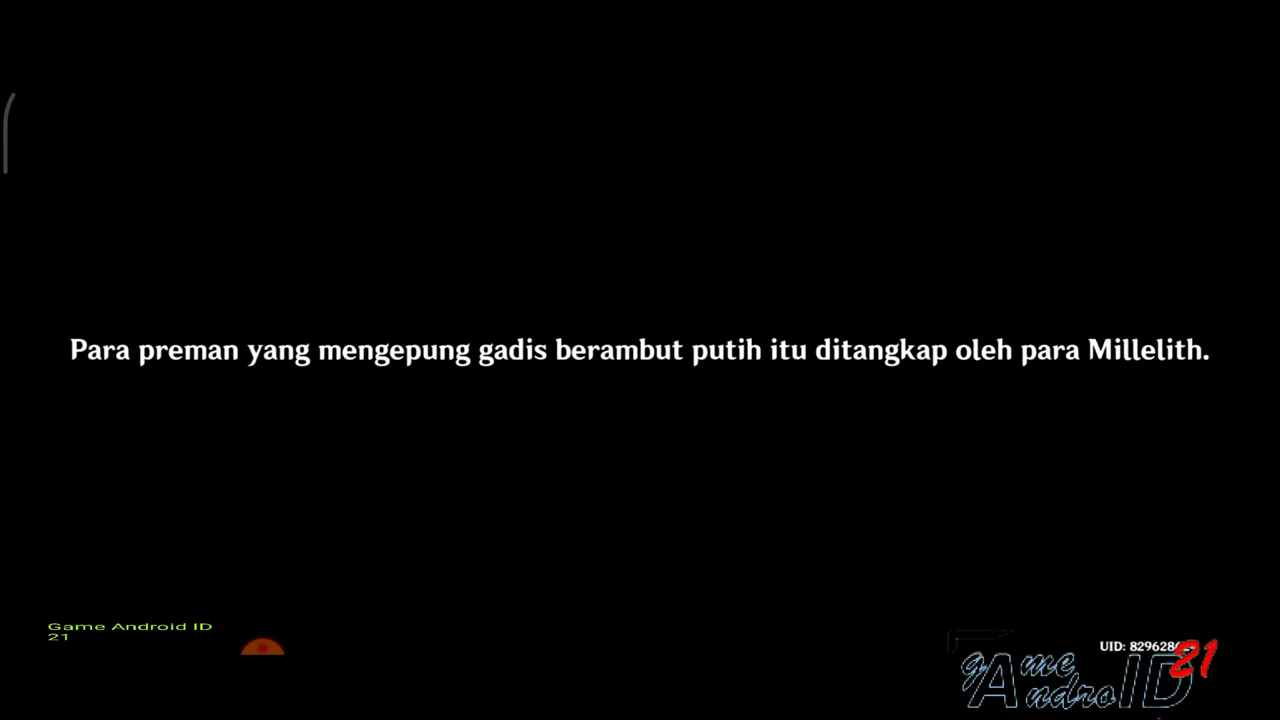 Para preman yang mengepung gadis berambut putih itu ditangkap oleh para Millelith.
Game Android ID
21
UID: 829628
gAme
AndroID
21